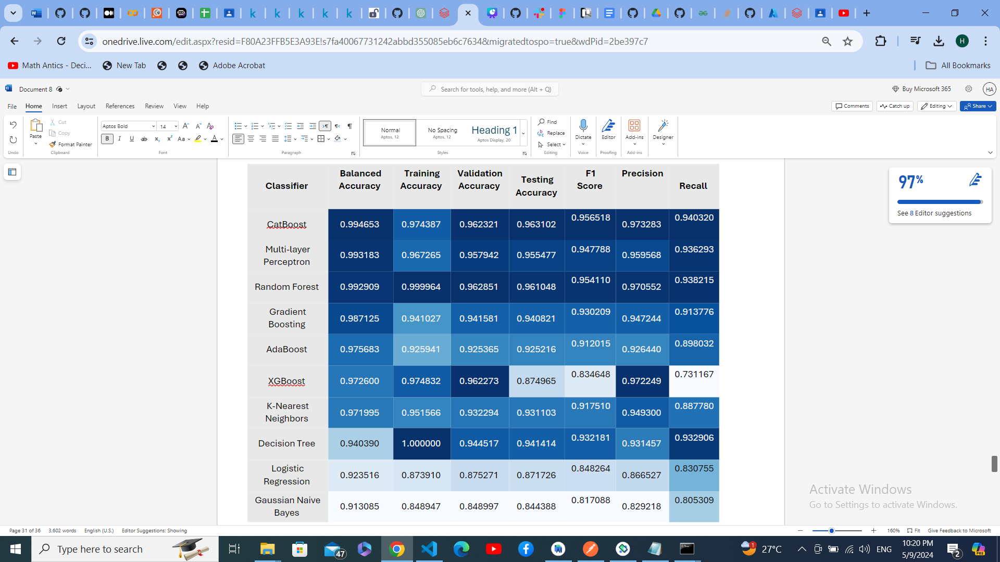 onedrive.live.com/edit.aspx?resid=F80A23FFB5E3A93E!s7fa40067731242abbd355085eb6c7634&migratedtospo=true&wdPid=2be397c7
H
Math Antics - Deci...
New Tab
Adobe Acrobat
All Bookmarks
Document 8
Search for tools, help, and more (Alt + Q)
Buy Microsoft 365
HA
File Home Insert Layout References Review View Help
Comments Catch up Editing Share
Paste
Cut
Copy
Format Painter
Aptos Bold 14
Normal
Aptos, 12
No Spacing
Aptos, 12
Heading 1
Aptos Display, 20
Find
Replace
Select
Dictate
Editor
Add-ins
Designer
Undo Clipboard Font Paragraph Styles Editing Voice Proofing Add-ins
97%
See 8 Editor suggestions
Classifier Balanced Accuracy Training Accuracy Validation Accuracy Testing Accuracy F1 Score Precision Recall
CatBoost 0.994653 0.974387 0.962321 0.963102 0.956518 0.973283 0.940320
Multi-layer Perceptron 0.993183 0.967265 0.957942 0.955477 0.947788 0.959568 0.936293
Random Forest 0.992909 0.999964 0.962851 0.961048 0.954110 0.970552 0.938215
Gradient Boosting 0.987125 0.941027 0.941581 0.940821 0.930209 0.947244 0.913776
AdaBoost 0.975683 0.925941 0.925365 0.925216 0.912015 0.926440 0.898032
XGBoost 0.972600 0.974832 0.962273 0.874965 0.834648 0.972249 0.731167
K-Nearest Neighbors 0.971995 0.951566 0.932294 0.931103 0.917510 0.949300 0.887780
Decision Tree 0.940390 1.000000 0.944517 0.941414 0.932181 0.931457 0.932906
Logistic Regression 0.923516 0.873910 0.875271 0.871726 0.848264 0.866527 0.830755
Gaussian Naive Bayes 0.913085 0.848947 0.848997 0.844388 0.817088 0.829218 0.805309
Activate Windows
Go to Settings to activate Windows.
Page 31 of 36 3,602 words English (U.S.) Editor Suggestions: Showing
160% Fit Give Feedback to Microsoft
Type here to search
47
1
27°C
ENG
10:20 PM
5/9/2024
2
PRE